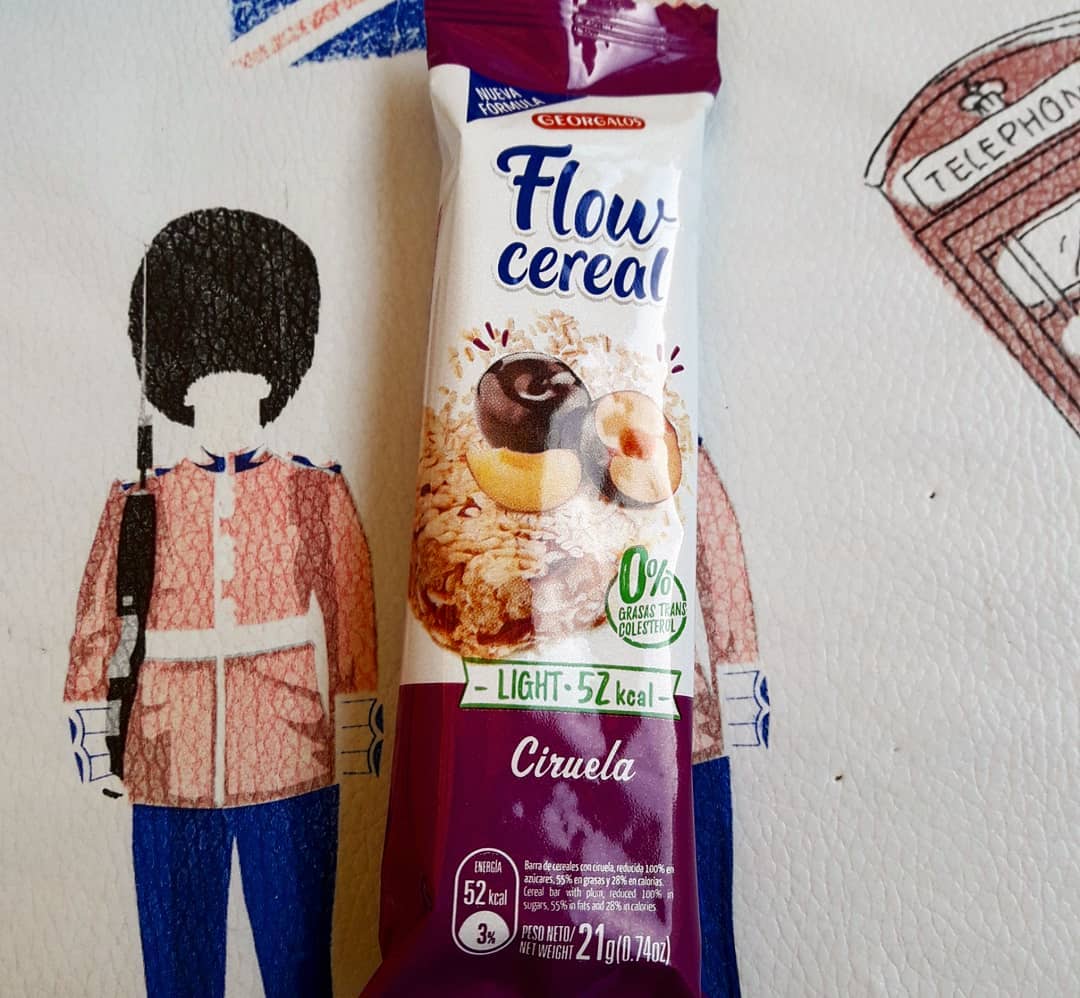 NUEVA
FÓRMULA
GEORGALOS
Flow
cereal
TELEPHON
0%
GRASAS TRANS
COLESTEROL
- LIGHT · 52 kcal -
Ciruela
ENERGÍA
52 kcal
3%
Barra de cereales con ciruela, reducida 100% en
azúcares, 55% en grasas y 28% en calorías.
Cereal bar with plum, reduced 100% in
sugars, 55% in fats and 28% in calories
PESO NETO/
NET WEIGHT 21g(0.74oz)